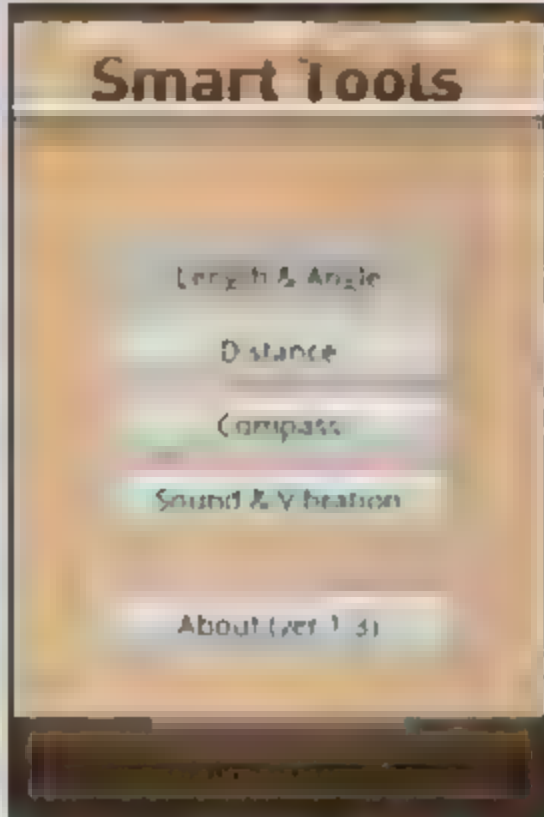 Smart Tools
Length & Angle
Distance
Compass
Sound & Vibration
About (ver 1.3)